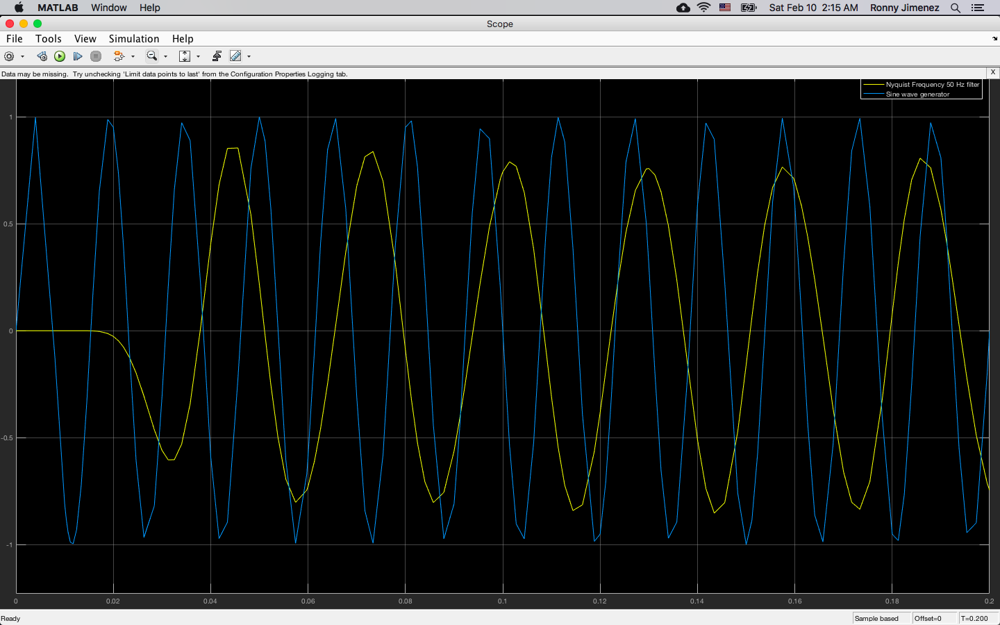 MATLAB Window Help Sat Feb 10 2:15 AM Ronny Jimenez
Scope
File Tools View Simulation Help
Data may be missing. Try unchecking 'Limit data points to last' from the Configuration Properties Logging tab. X
Nyquist Frequency 50 Hz filter
Sine wave generator
1
0.5
0
-0.5
-1
0 0.02 0.04 0.06 0.08 0.1 0.12 0.14 0.16 0.18 0.2
Ready Sample based Offset=0 T=0.200